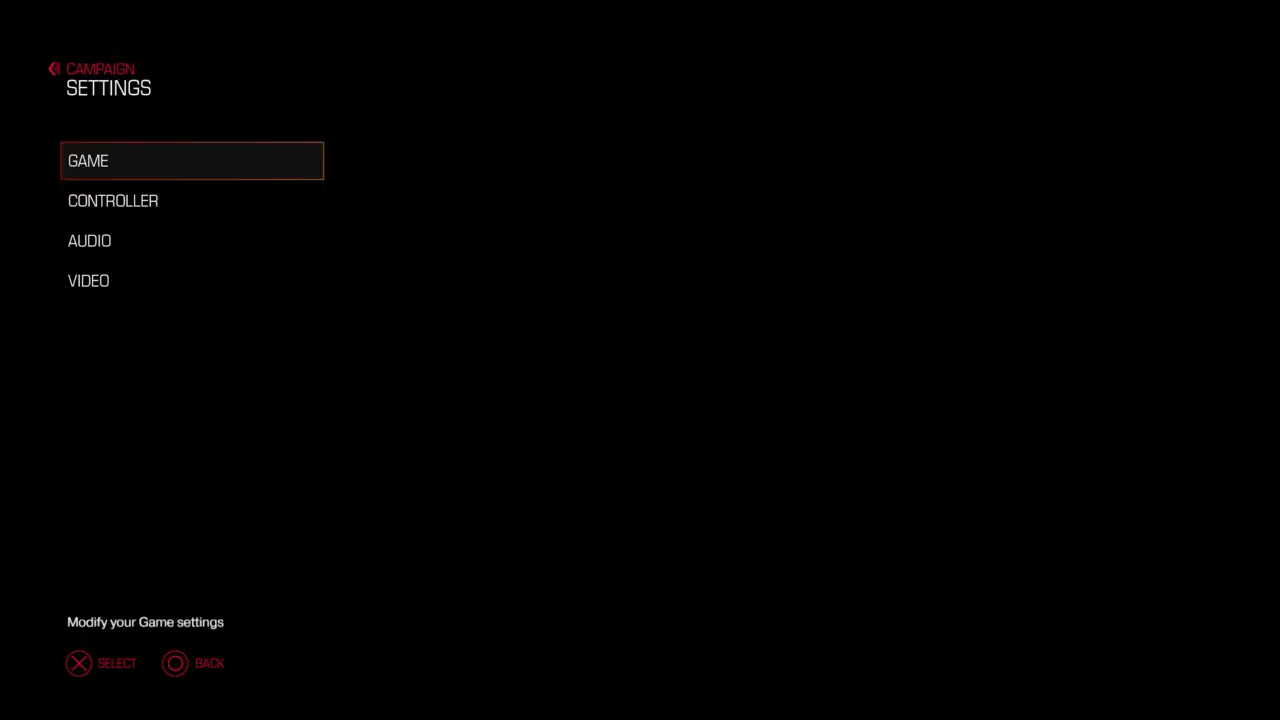 CAMPAIGN
SETTINGS
GAME
CONTROLLER
AUDIO
VIDEO
Modify your Game settings
SELECT BACK